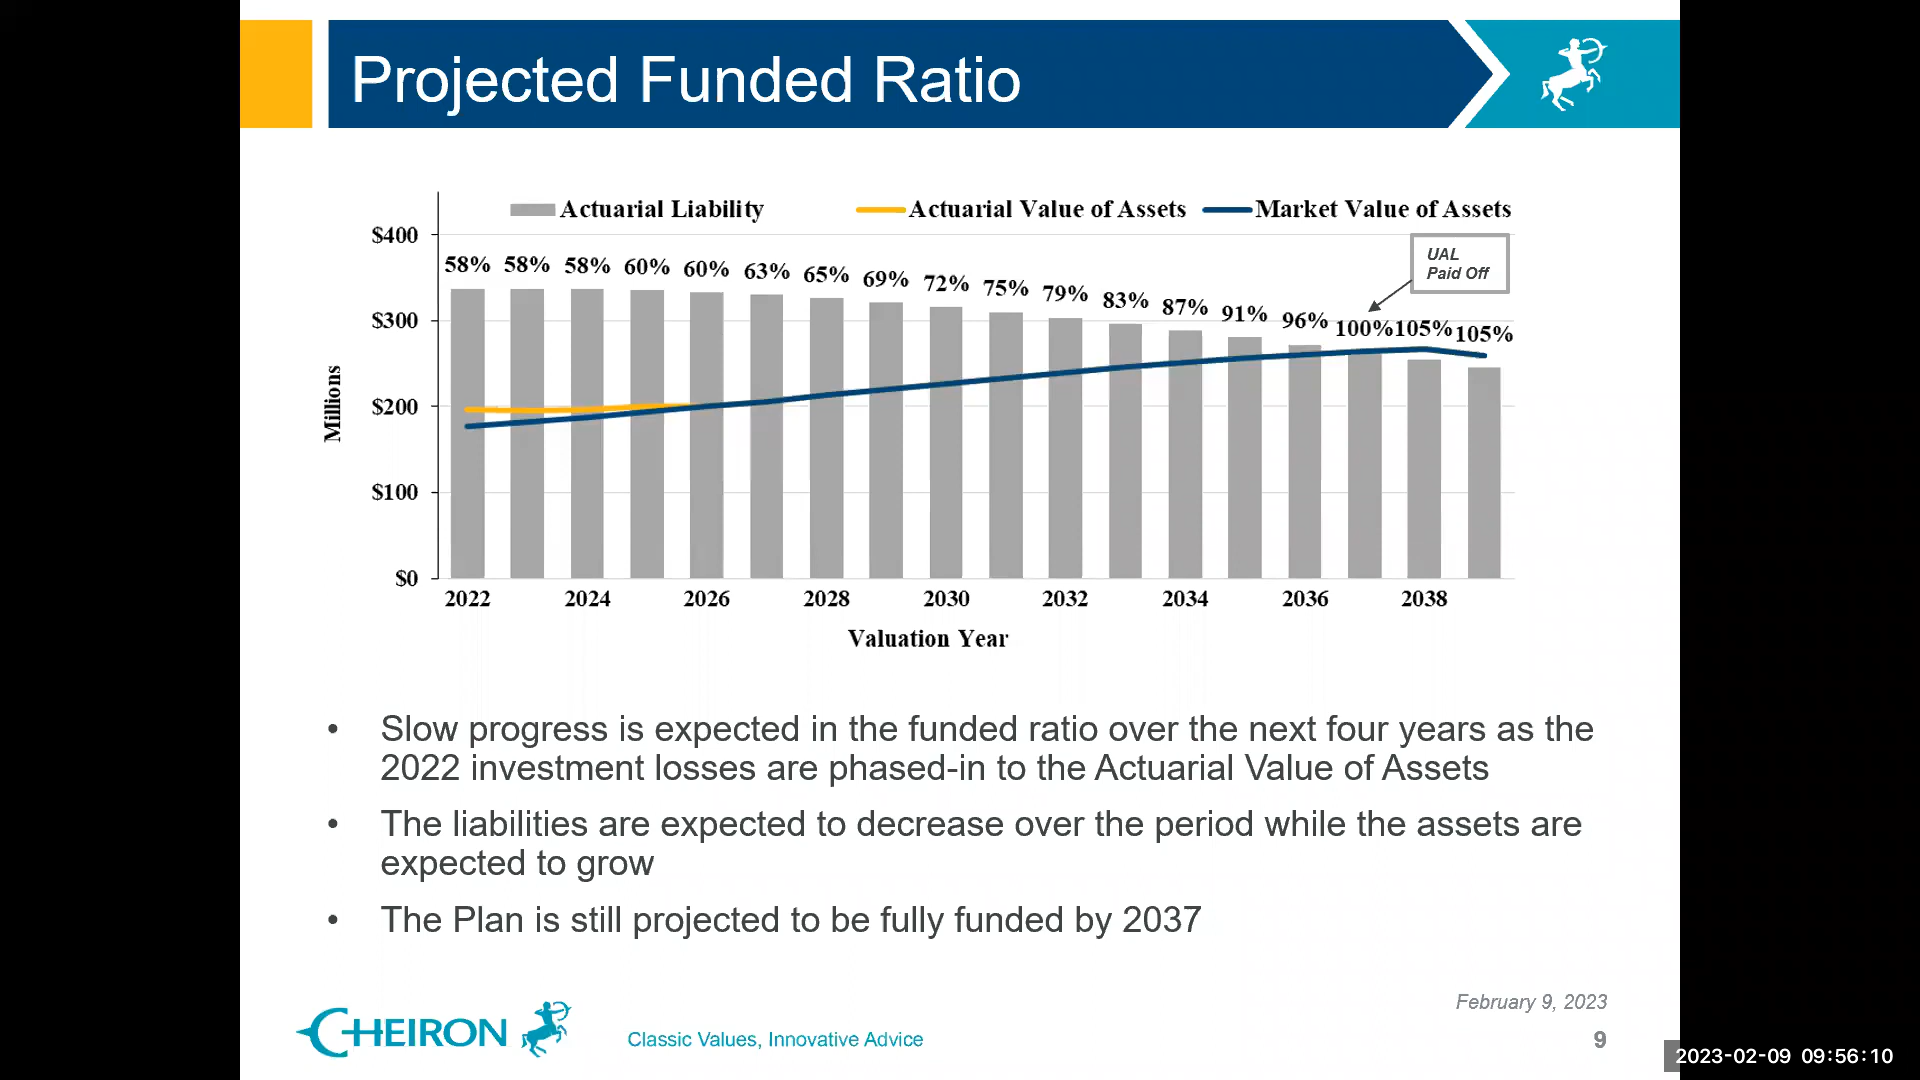 Projected Funded Ratio
Actuarial Liability
Actuarial Value of Assets
Market Value of Assets
$400
$300
$200
$100
$0
Millions
58% 58% 58% 60% 60% 63% 65% 69% 72% 75% 79% 83% 87% 91% 96% 100% 105% 105%
UAL
Paid Off
2022 2024 2026 2028 2030 2032 2034 2036 2038
Valuation Year
• Slow progress is expected in the funded ratio over the next four years as the
2022 investment losses are phased-in to the Actuarial Value of Assets
• The liabilities are expected to decrease over the period while the assets are
expected to grow
• The Plan is still projected to be fully funded by 2037
February 9, 2023
CHEIRON
Classic Values, Innovative Advice
9
2023-02-09 09:56:10